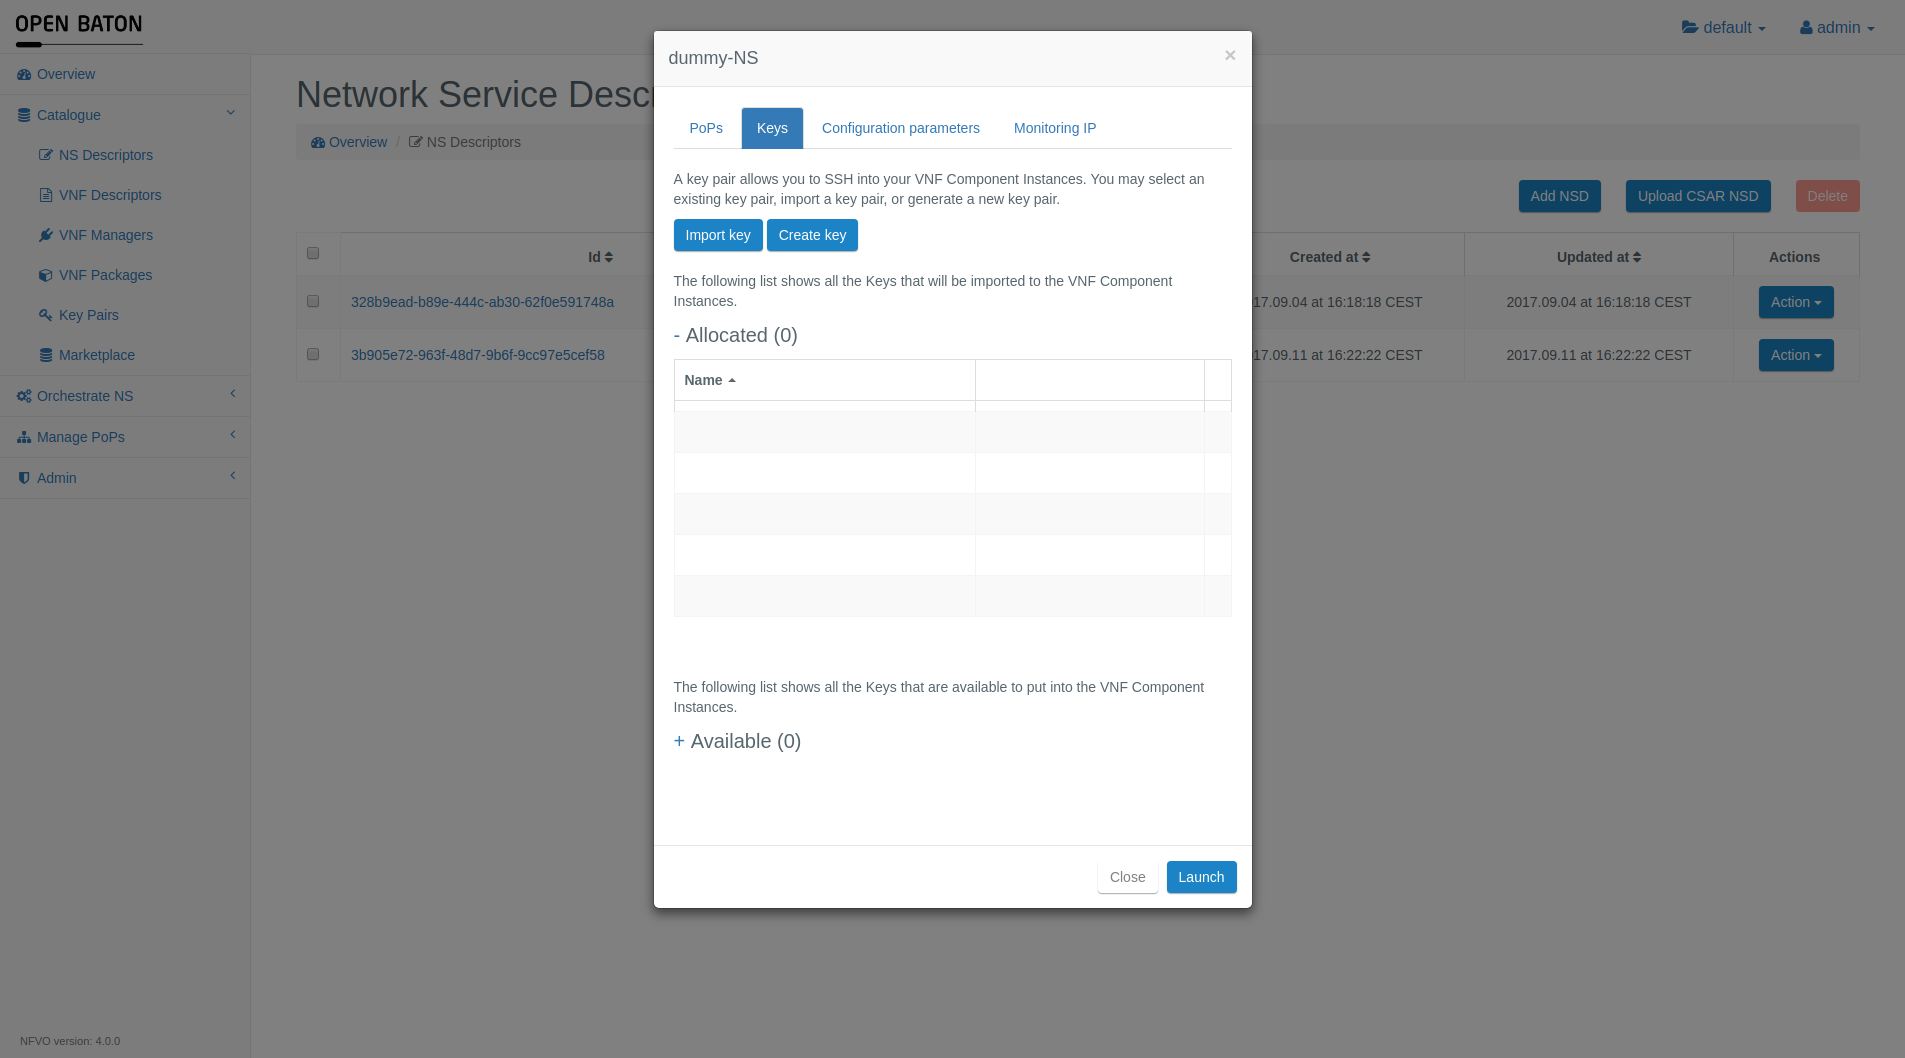 OPEN BATON
default
admin
Overview
Catalogue
NS Descriptors
VNF Descriptors
VNF Managers
VNF Packages
Key Pairs
Marketplace
Orchestrate NS
Manage PoPs
Admin
NFVO version: 4.0.0
Network Service Desc
Overview / NS Descriptors
Add NSD Upload CSAR NSD Delete
Id Created at Updated at Actions
328b9ead-b89e-444c-ab30-62f0e591748a 17.09.04 at 16:18:18 CEST 2017.09.04 at 16:18:18 CEST Action
3b905e72-963f-48d7-9b6f-9cc97e5cef58 17.09.11 at 16:22:22 CEST 2017.09.11 at 16:22:22 CEST Action
dummy-NS ×
PoPs Keys Configuration parameters Monitoring IP
A key pair allows you to SSH into your VNF Component Instances. You may select an
existing key pair, import a key pair, or generate a new key pair.
Import key Create key
The following list shows all the Keys that will be imported to the VNF Component
Instances.
- Allocated (0)
Name
The following list shows all the Keys that are available to put into the VNF Component
Instances.
+ Available (0)
Close Launch